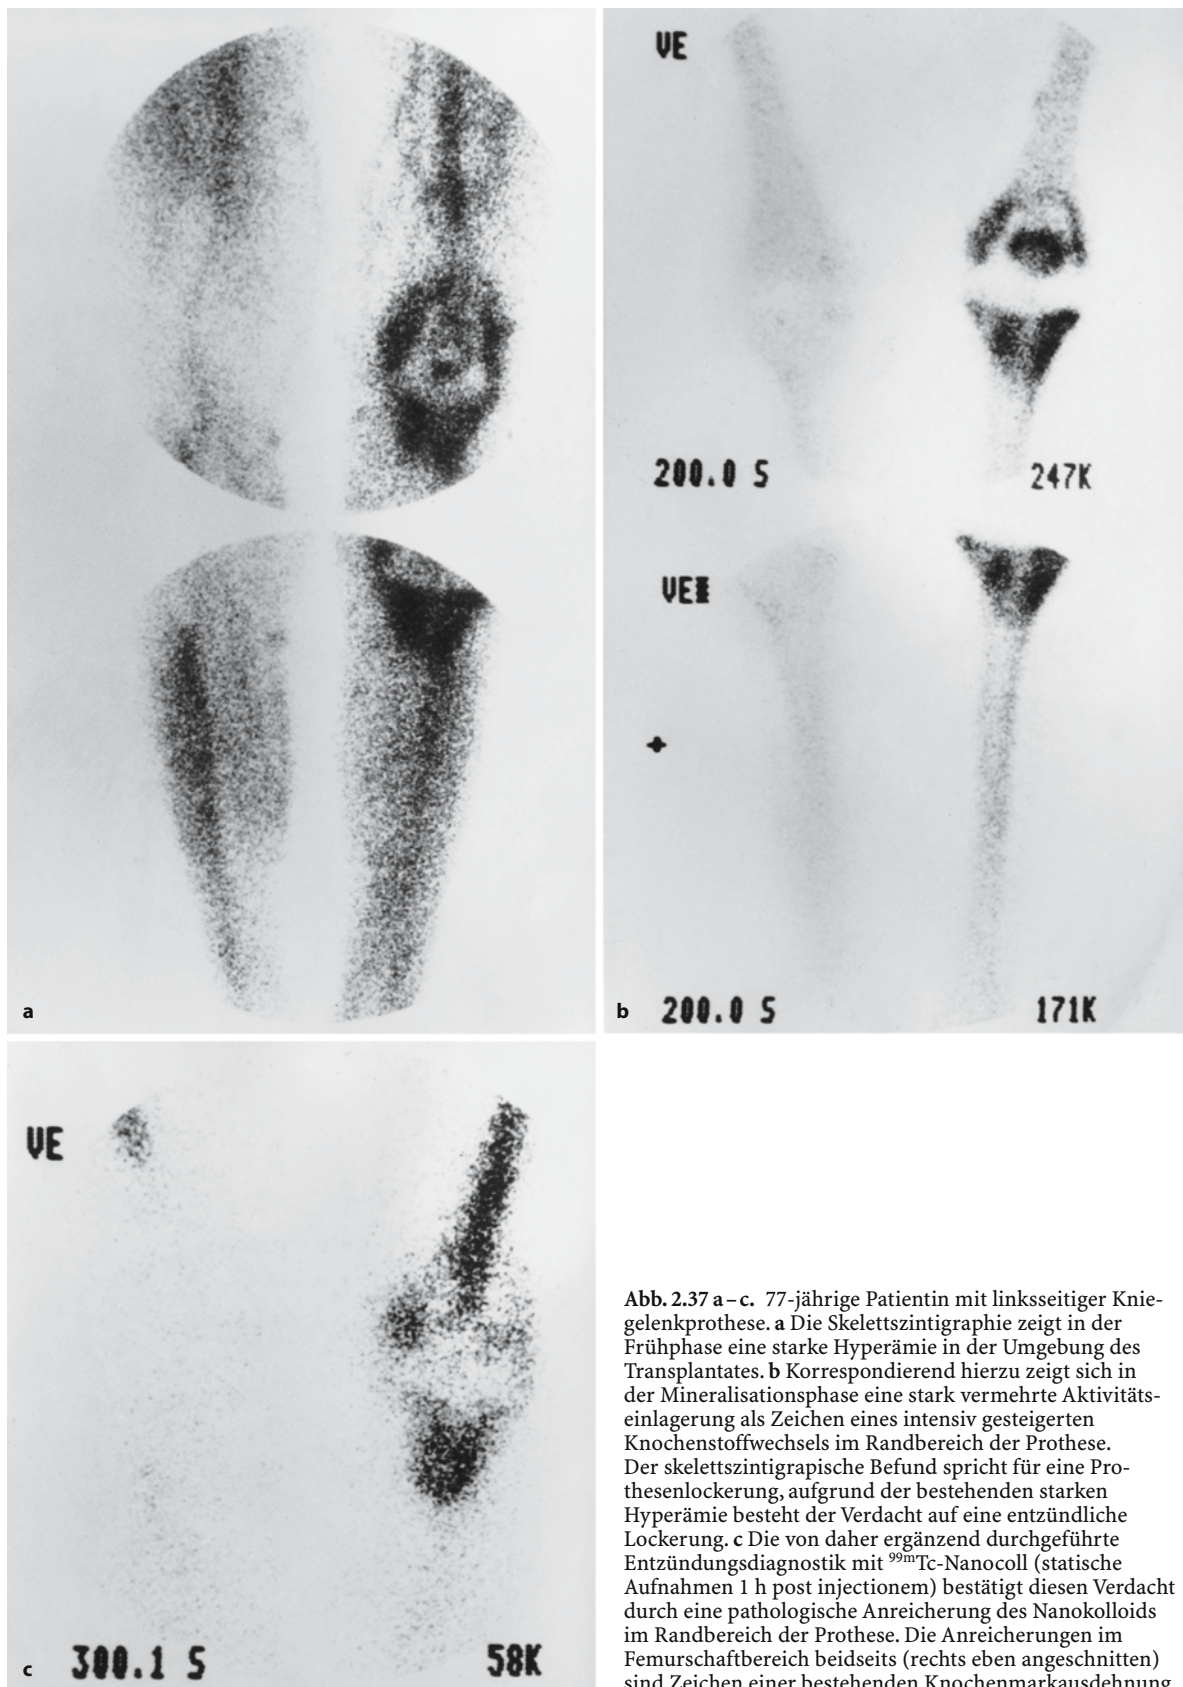 VE
200.0 S 247K
VE
200.0 S 171K
a
b
VE
300.1 S 58K
c
Abb. 2.37 a – c. 77-jährige Patientin mit linksseitiger Knie-
gelenkprothese. a Die Skelettszintigraphie zeigt in der
Frühphase eine starke Hyperämie in der Umgebung des
Transplantates. b Korrespondierend hierzu zeigt sich in
der Mineralisationsphase eine stark vermehrte Aktivitäts-
einlagerung als Zeichen eines intensiv gesteigerten
Knochenstoffwechsels im Randbereich der Prothese.
Der skelettszintigrapische Befund spricht für eine Pro-
thesenlockerung, aufgrund der bestehenden starken
Hyperämie besteht der Verdacht auf eine entzündliche
Lockerung. c Die von daher ergänzend durchgeführte
Entzündungsdiagnostik mit ⁹⁹ᵐTc-Nanocoll (statische
Aufnahmen 1 h post injectionem) bestätigt diesen Verdacht
durch eine pathologische Anreicherung des Nanokolloids
im Randbereich der Prothese. Die Anreicherungen im
Femurschaftbereich beidseits (rechts eben angeschnitten)
sind Zeichen einer bestehenden Knochenmarkausdehnung